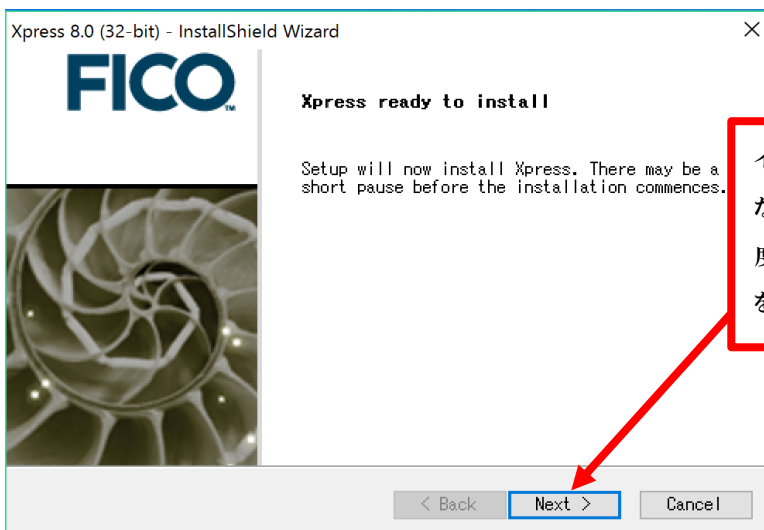 Xpress 8.0 (32-bit) - InstallShield Wizard
FICO
Xpress ready to install
Setup will now install Xpress. There may be a
short pause before the installation commences.
< Back
Next >
Cancel